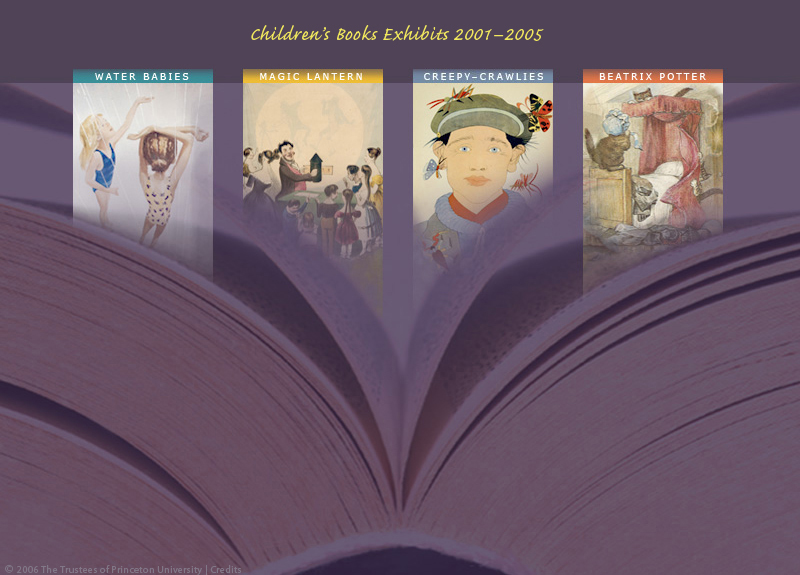 Children's Books Exhibits 2001–2005
WATER BABIES
MAGIC LANTERN
CREEPY–CRAWLIES
BEATRIX POTTER
© 2006 The Trustees of Princeton University | Credits